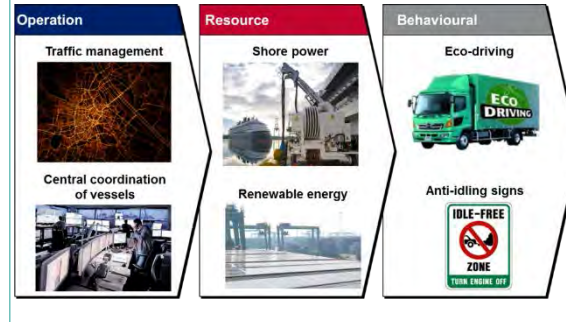 Operation
Traffic management
Central coordination
of vessels
Resource
Shore power
Renewable energy
Behavioural
Eco-driving
ECO
DRIVING
Anti-idling signs
IDLE-FREE
ZONE
TURN ENGINE OFF